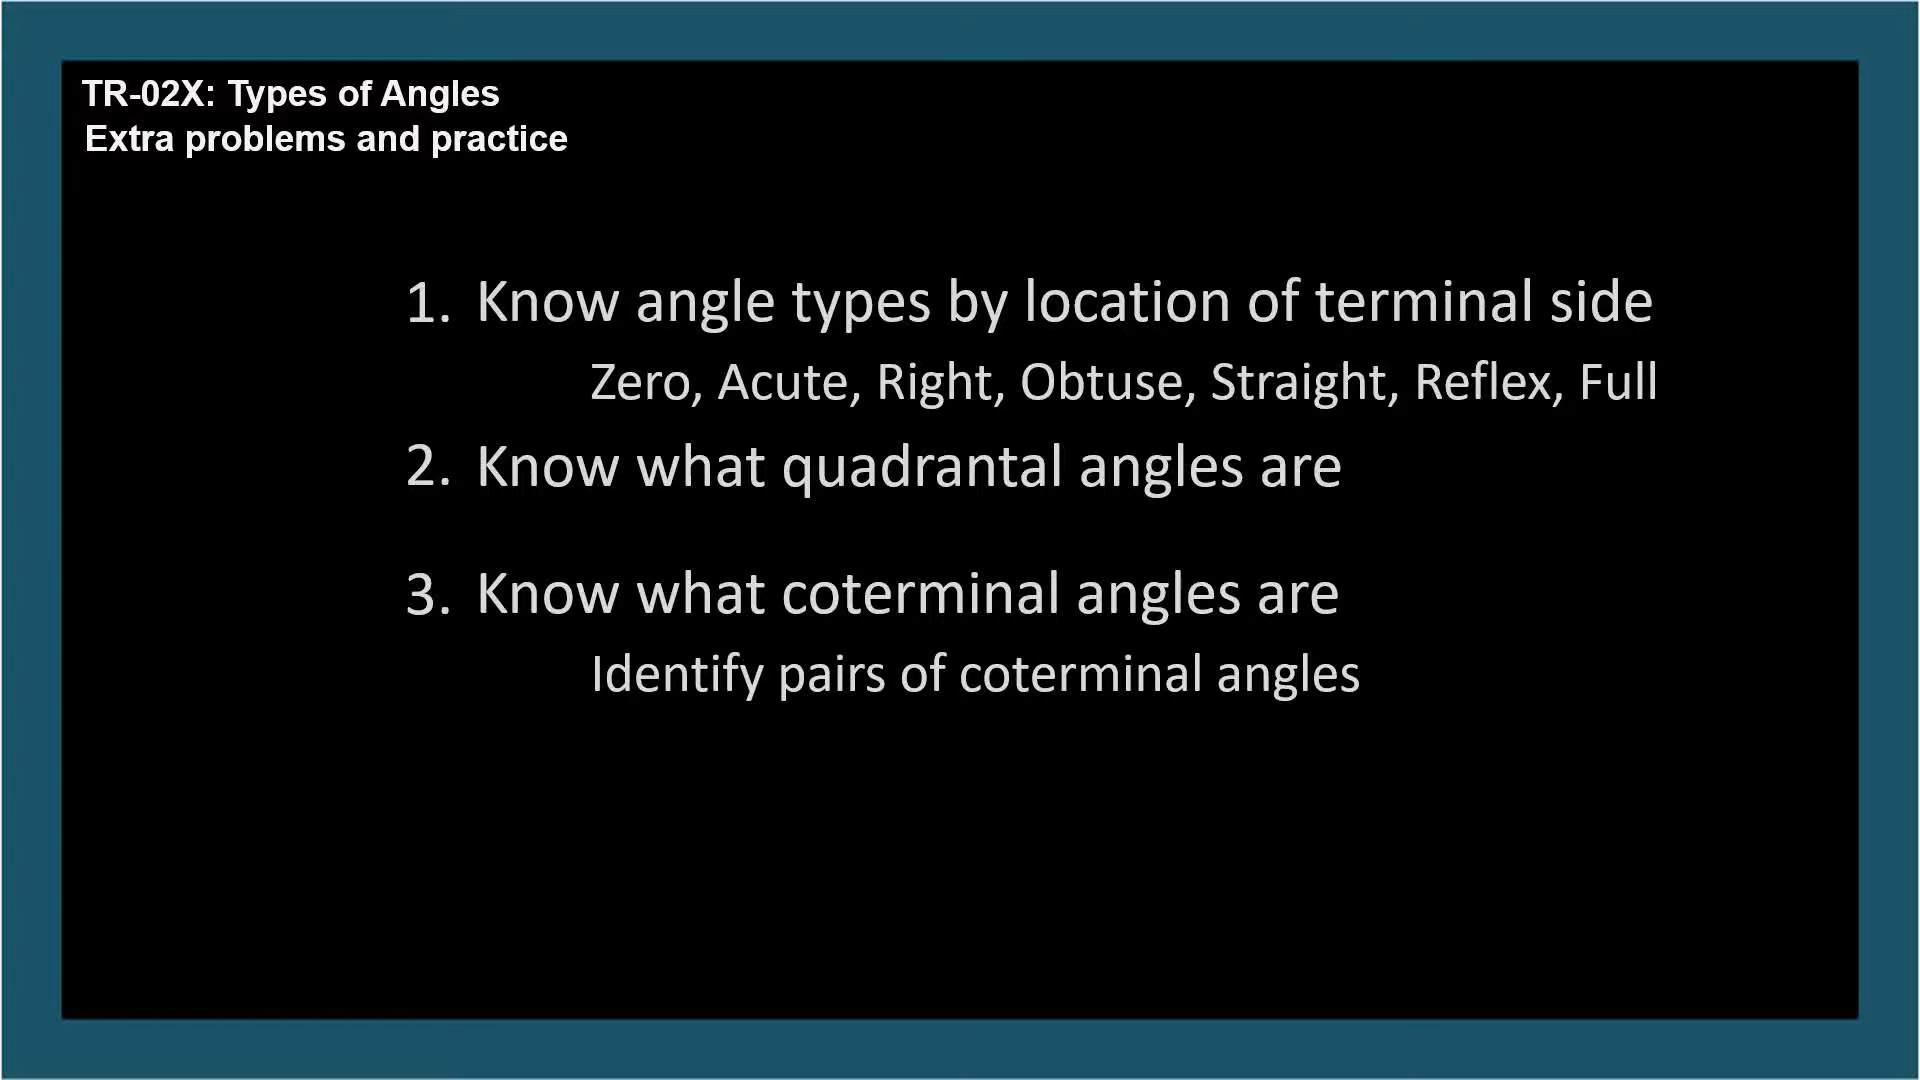 TR-02X: Types of Angles
Extra problems and practice
1. Know angle types by location of terminal side
Zero, Acute, Right, Obtuse, Straight, Reflex, Full
2. Know what quadrantal angles are
3. Know what coterminal angles are
Identify pairs of coterminal angles